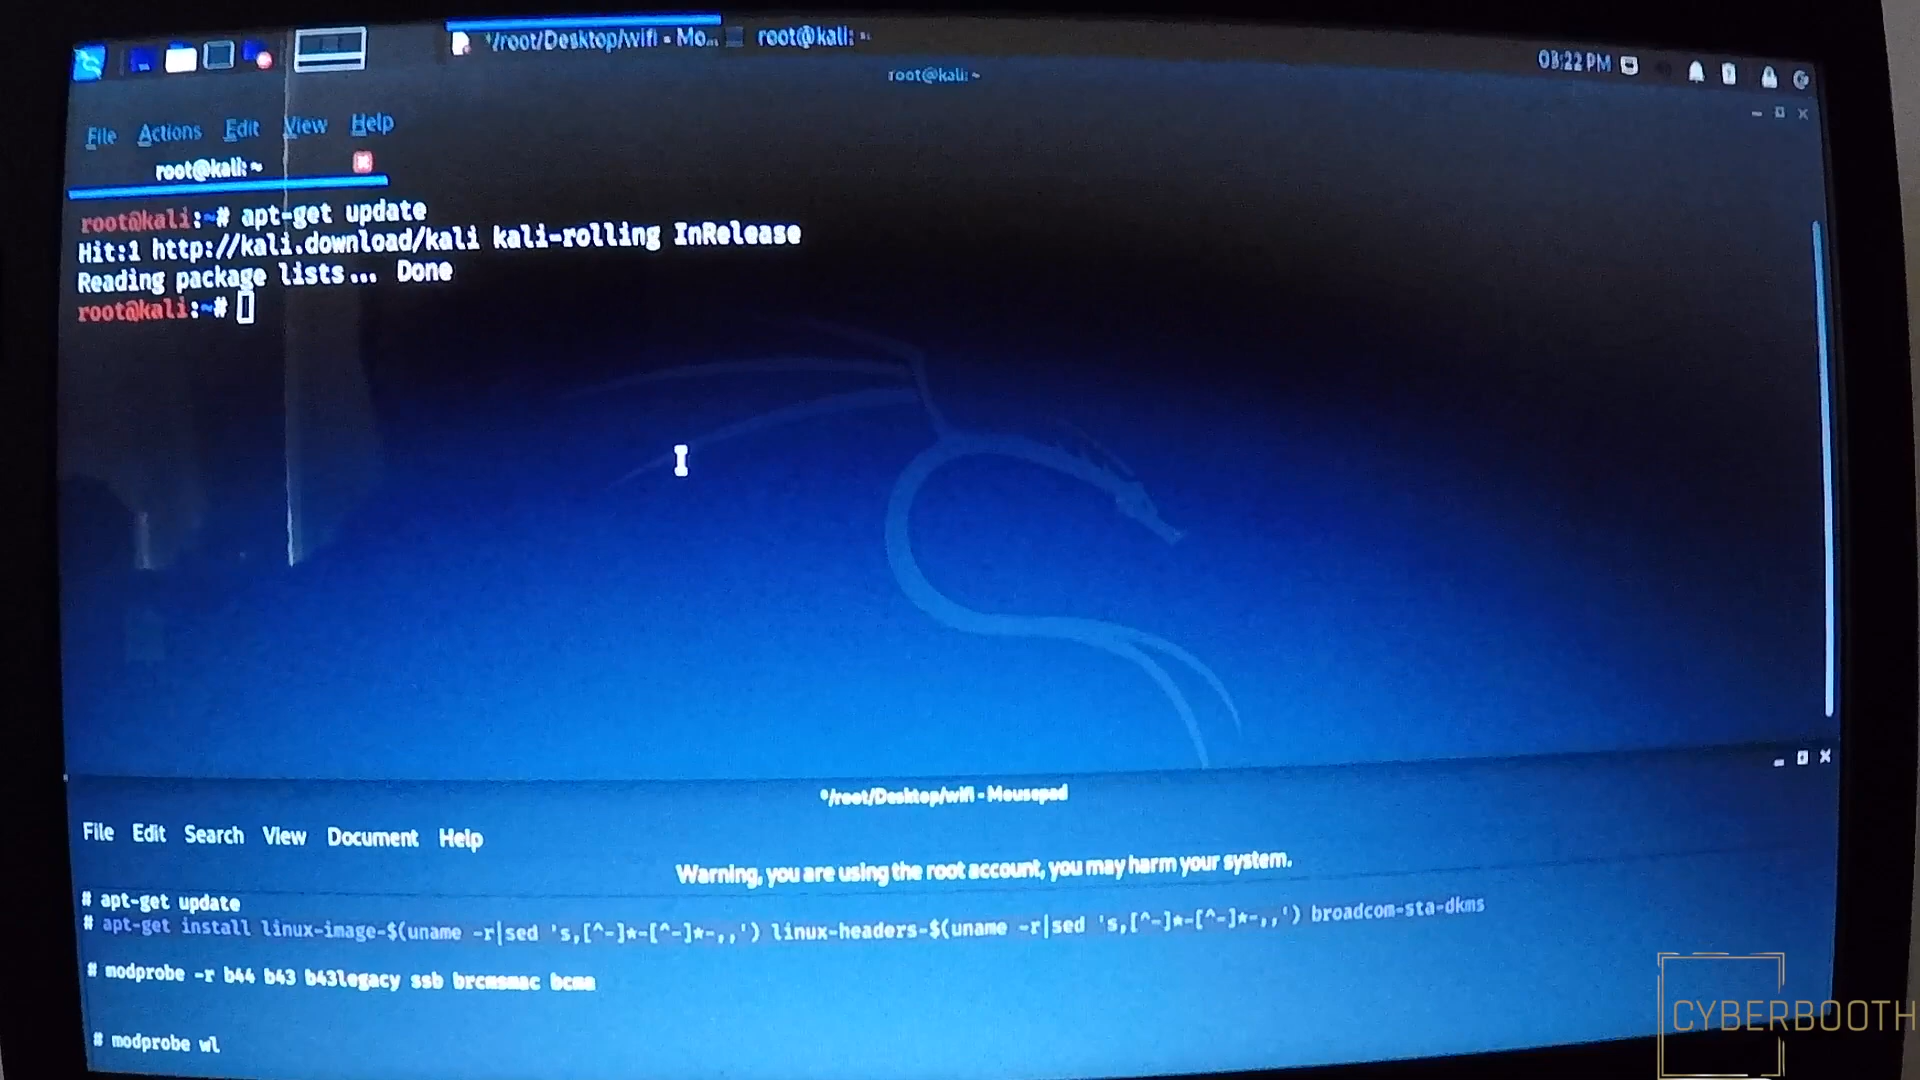 */root/Desktop/wifi - Mo... root@kali: ~
03:22 PM
root@kali: ~
File Actions Edit View Help
root@kali: ~
root@kali:~# apt-get update
Hit:1 http://kali.download/kali kali-rolling InRelease
Reading package lists... Done
root@kali:~#
*/root/Desktop/wifi - Mousepad
File Edit Search View Document Help
Warning, you are using the root account, you may harm your system.
# apt-get update
# apt-get install linux-image-$(uname -r|sed 's,[^-]*-[^-]*-,,') linux-headers-$(uname -r|sed 's,[^-]*-[^-]*-,,') broadcom-sta-dkms
# modprobe -r b44 b43 b43legacy ssb brcmsmac bcma
# modprobe wl
CYBERBOOTH